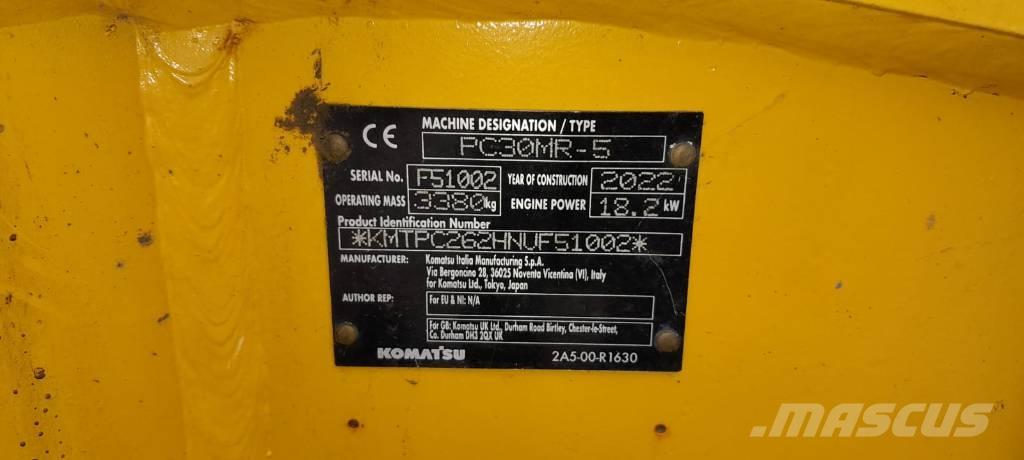 CE
MACHINE DESIGNATION / TYPE
PC30MR-5
SERIAL No. F51002 YEAR OF CONSTRUCTION 2022
OPERATING MASS 3380 kg ENGINE POWER 18.2 kW
Product Identification Number
*KMTPC262HNUF51002*
MANUFACTURER: Komatsu Italia Manufacturing S.p.A.
Via Bergoncino 28, 36025 Noventa Vicentina (VI), Italy
for Komatsu Ltd., Tokyo, Japan
AUTHOR REP: For EU & NI: N/A
For GB: Komatsu UK Ltd., Durham Road Birtley, Chester-le-Street,
Co. Durham DH3 2QX UK
KOMATSU 2A5-00-R1630
MASCUS